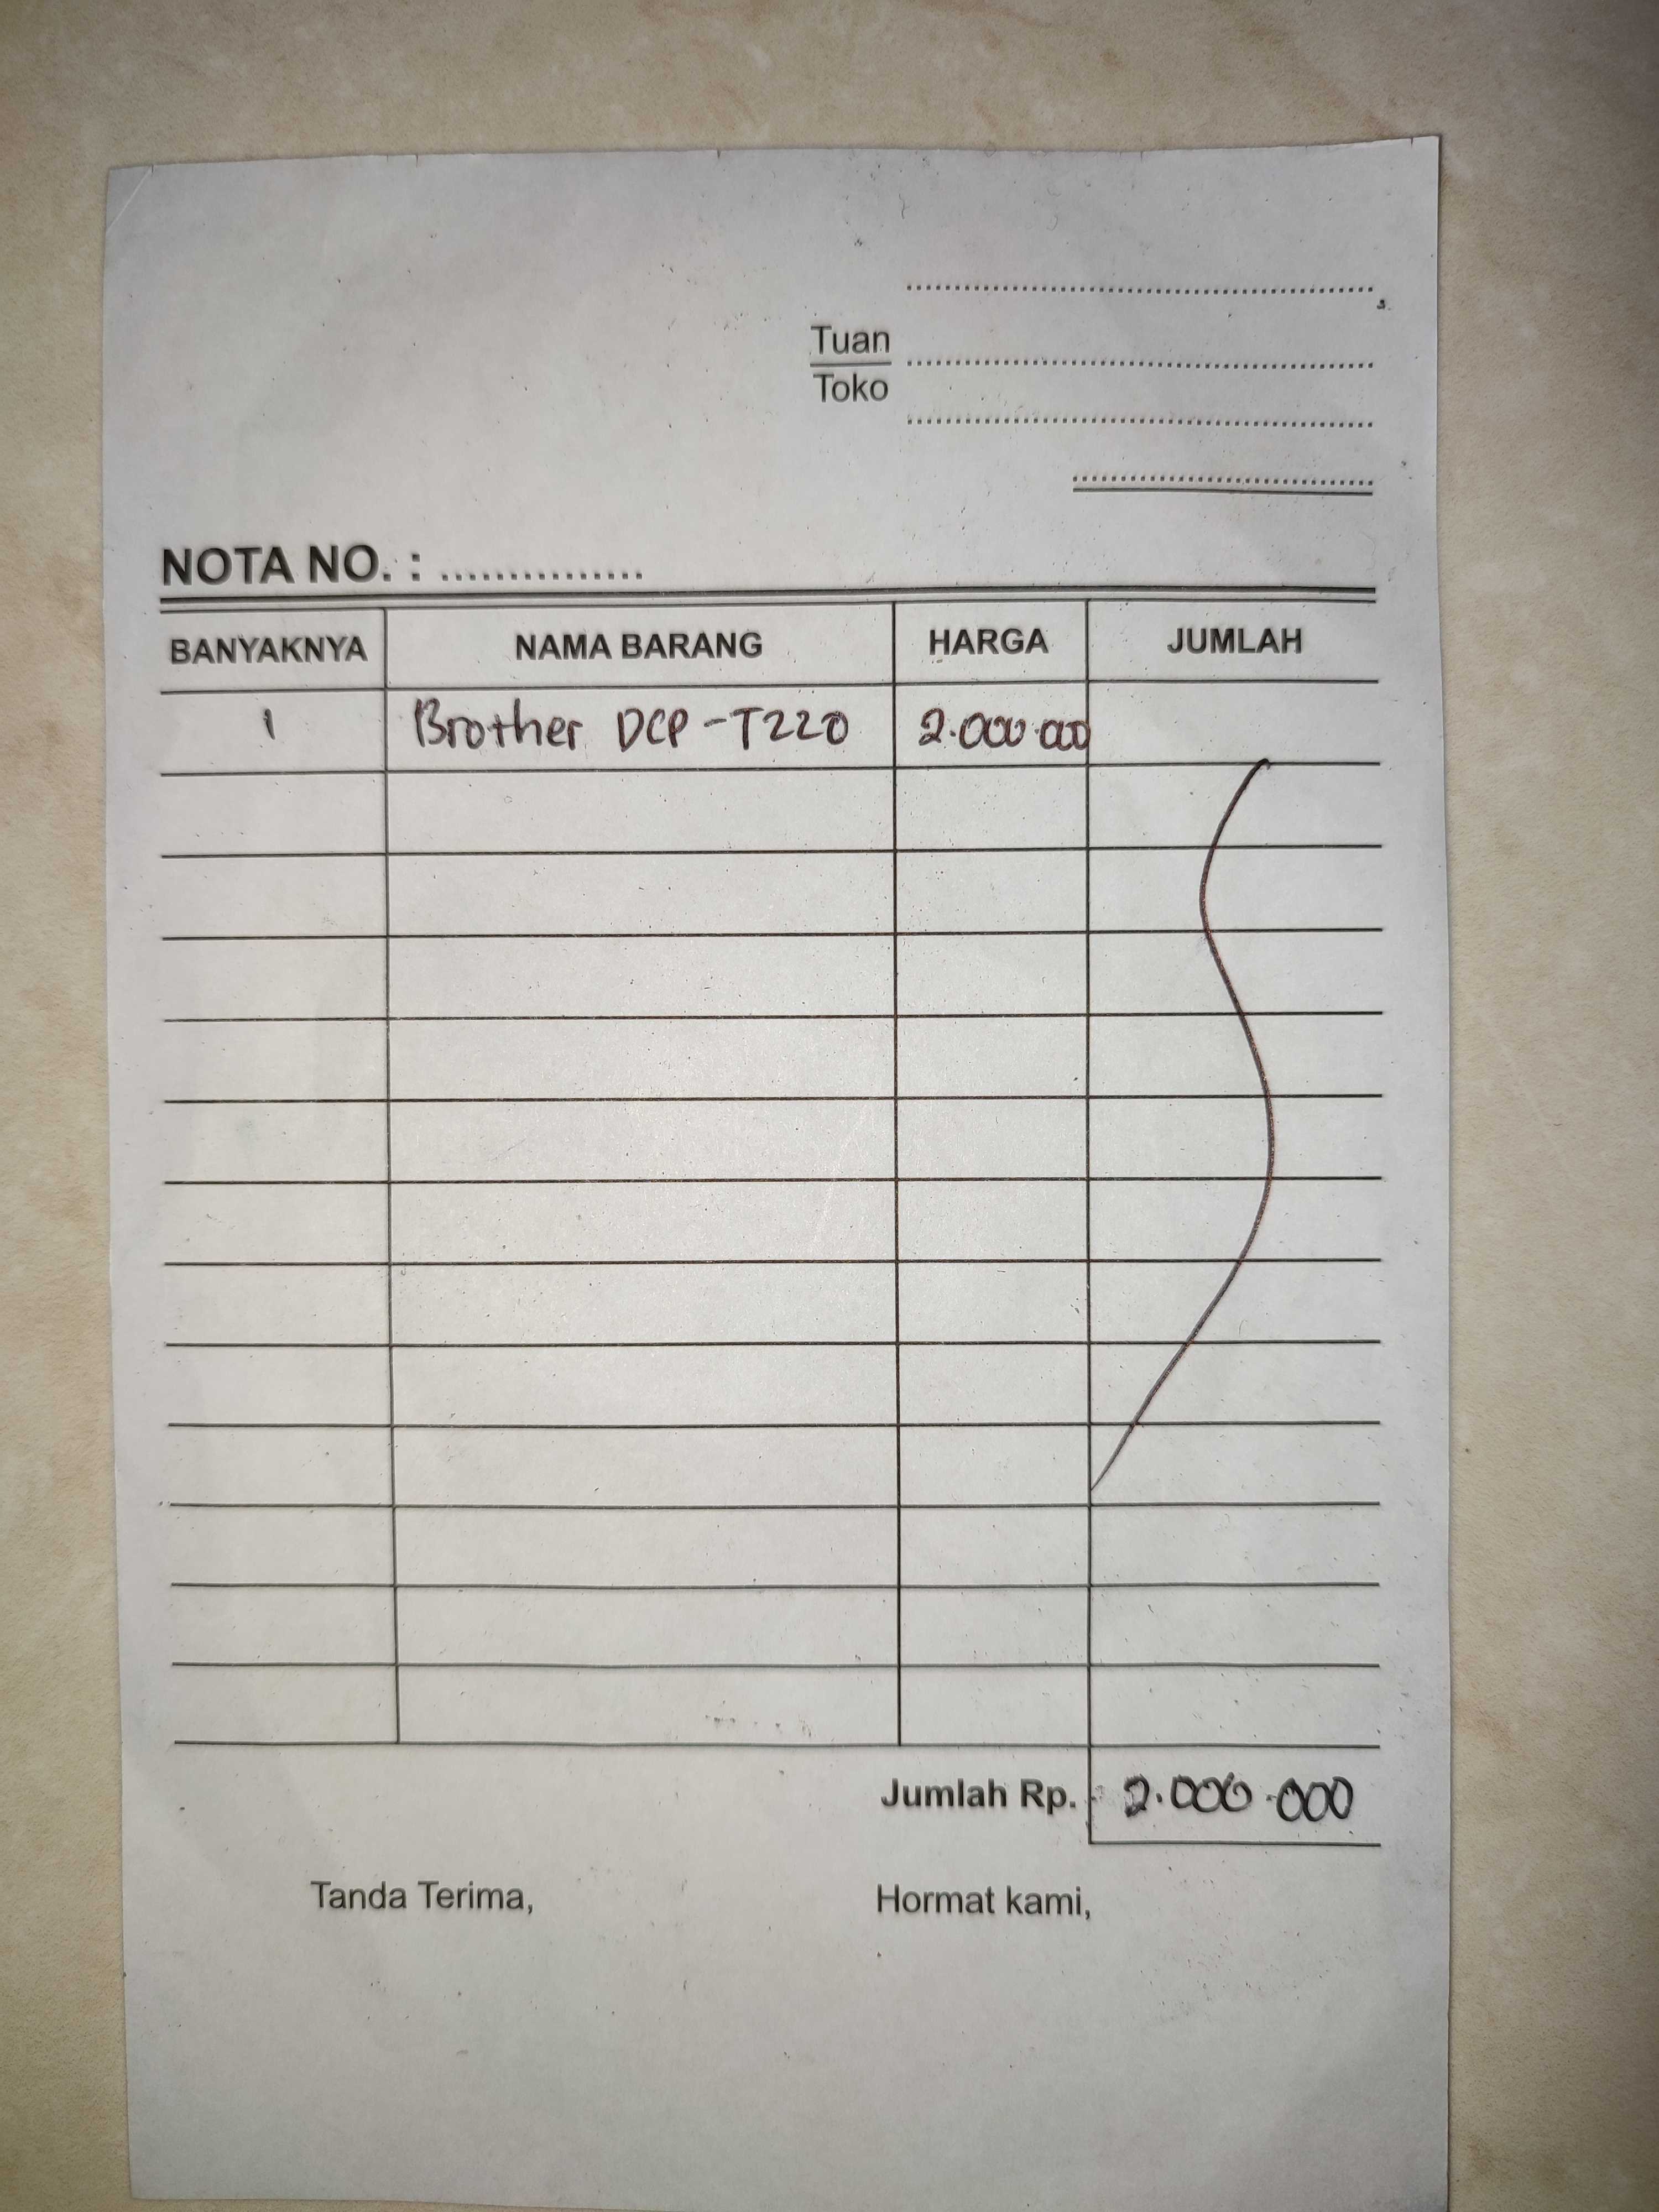 Tuan
Toko
NOTA NO. : ...............
BANYAKNYA NAMA BARANG HARGA JUMLAH
1 Brother DCP-T220 2.000.000
Jumlah Rp. 2.000.000
Tanda Terima, Hormat kami,